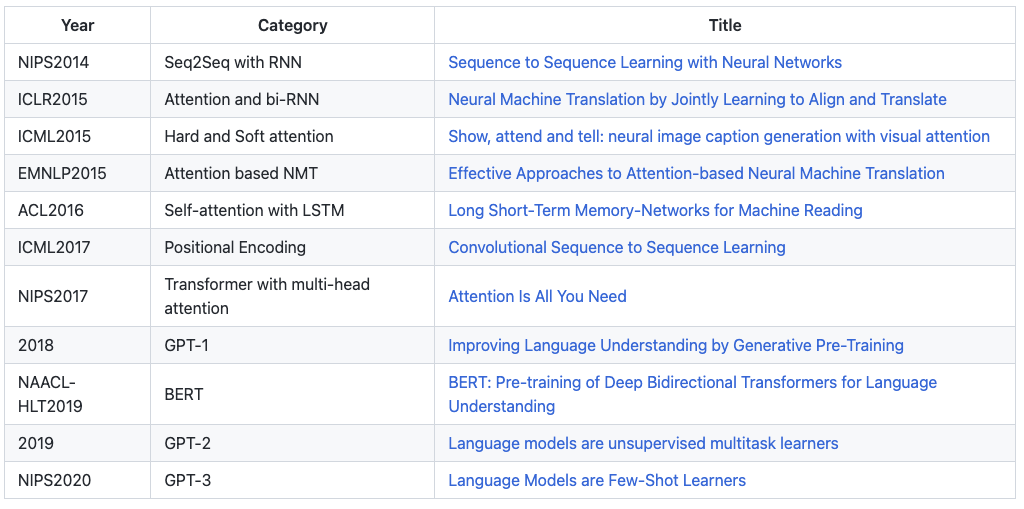 Year Category Title
NIPS2014 Seq2Seq with RNN Sequence to Sequence Learning with Neural Networks
ICLR2015 Attention and bi-RNN Neural Machine Translation by Jointly Learning to Align and Translate
ICML2015 Hard and Soft attention Show, attend and tell: neural image caption generation with visual attention
EMNLP2015 Attention based NMT Effective Approaches to Attention-based Neural Machine Translation
ACL2016 Self-attention with LSTM Long Short-Term Memory-Networks for Machine Reading
ICML2017 Positional Encoding Convolutional Sequence to Sequence Learning
NIPS2017
Transformer with multi-head
attention
Attention Is All You Need
2018 GPT-1 Improving Language Understanding by Generative Pre-Training
NAACL-
HLT2019
BERT
BERT: Pre-training of Deep Bidirectional Transformers for Language
Understanding
2019 GPT-2 Language models are unsupervised multitask learners
NIPS2020 GPT-3 Language Models are Few-Shot Learners